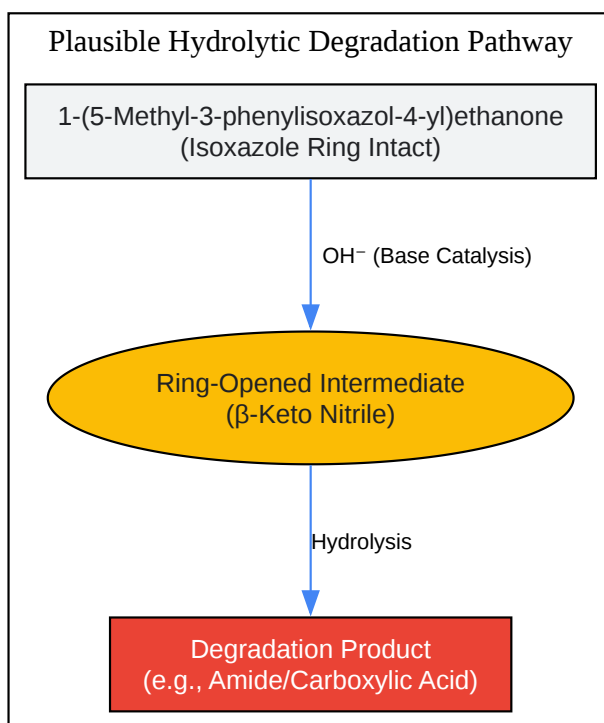 Plausible Hydrolytic Degradation Pathway
1-(5-Methyl-3-phenylisoxazol-4-yl)ethanone
(Isoxazole Ring Intact)
OH⁻ (Base Catalysis)
Ring-Opened Intermediate
(β-Keto Nitrile)
Hydrolysis
Degradation Product
(e.g., Amide/Carboxylic Acid)